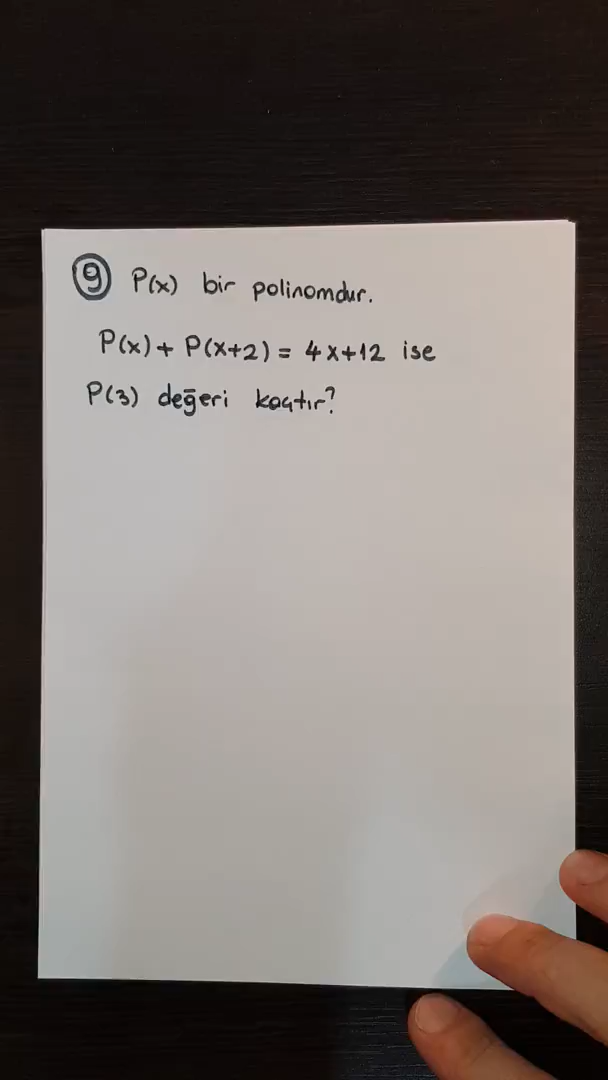 9 P(x) bir polinomdur.
P(x) + P(x+2) = 4x+12 ise
P(3) değeri kaçtır?